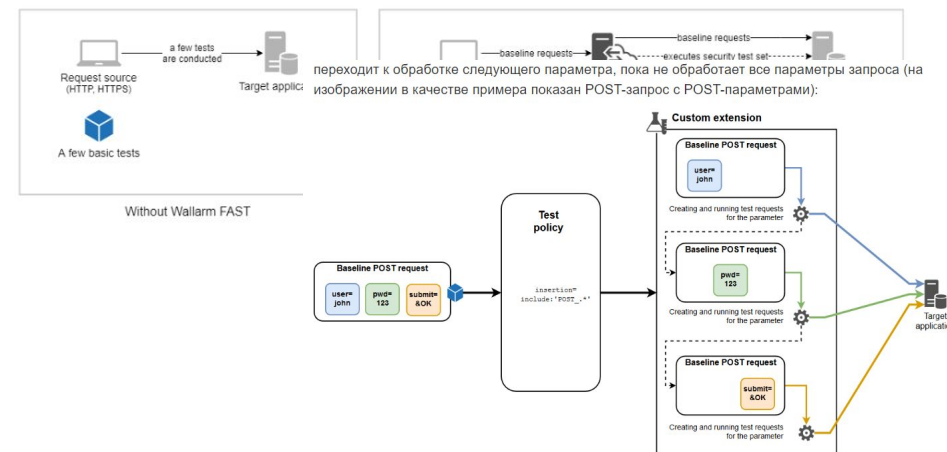 a few tests
are conducted
Request source
(HTTP, HTTPS)
A few basic tests
Without Wallarm FAST
baseline requests
baseline requests
executes security test set
переходит к обработке следующего параметра, пока не обработает все параметры запроса (на
изображении в качестве примера показан POST-запрос с POST-параметрами):
Target
Baseline POST request
user=
john
pwd=
123
submit=
&OK
Test
policy
insertion=
include:'POST_.*'
Custom extension
Baseline POST request
user=
john
Creating and running test requests
for the parameter
Baseline POST request
pwd=
123
Creating and running test requests
for the parameter
Baseline POST request
submit=
&OK
Creating and running test requests
for the parameter
Target